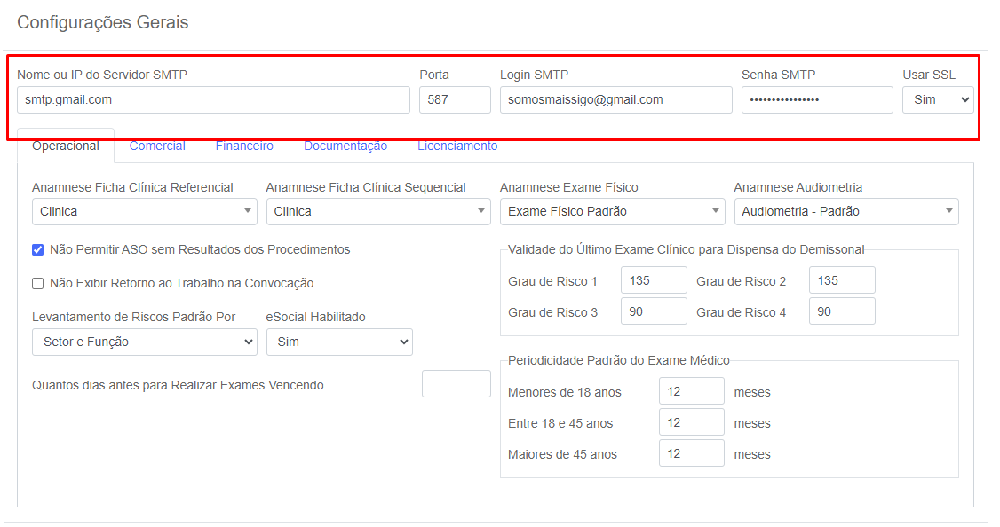 Configurações Gerais
Nome ou IP do Servidor SMTP Porta Login SMTP Senha SMTP Usar SSL
smtp.gmail.com 587 somosmaissigo@gmail.com ••••••••••••••• Sim
Operacional Comercial Financeiro Documentação Licenciamento
Anamnese Ficha Clínica Referencial Anamnese Ficha Clínica Sequencial Anamnese Exame Físico Anamnese Audiometria
Clinica Clinica Exame Físico Padrão Audiometria - Padrão
Não Permitir ASO sem Resultados dos Procedimentos
Não Exibir Retorno ao Trabalho na Convocação
Levantamento de Riscos Padrão Por eSocial Habilitado
Setor e Função Sim
Quantos dias antes para Realizar Exames Vencendo
Validade do Último Exame Clínico para Dispensa do Demissonal
Grau de Risco 1 135 Grau de Risco 2 135
Grau de Risco 3 90 Grau de Risco 4 90
Periodicidade Padrão do Exame Médico
Menores de 18 anos 12 meses
Entre 18 e 45 anos 12 meses
Maiores de 45 anos 12 meses